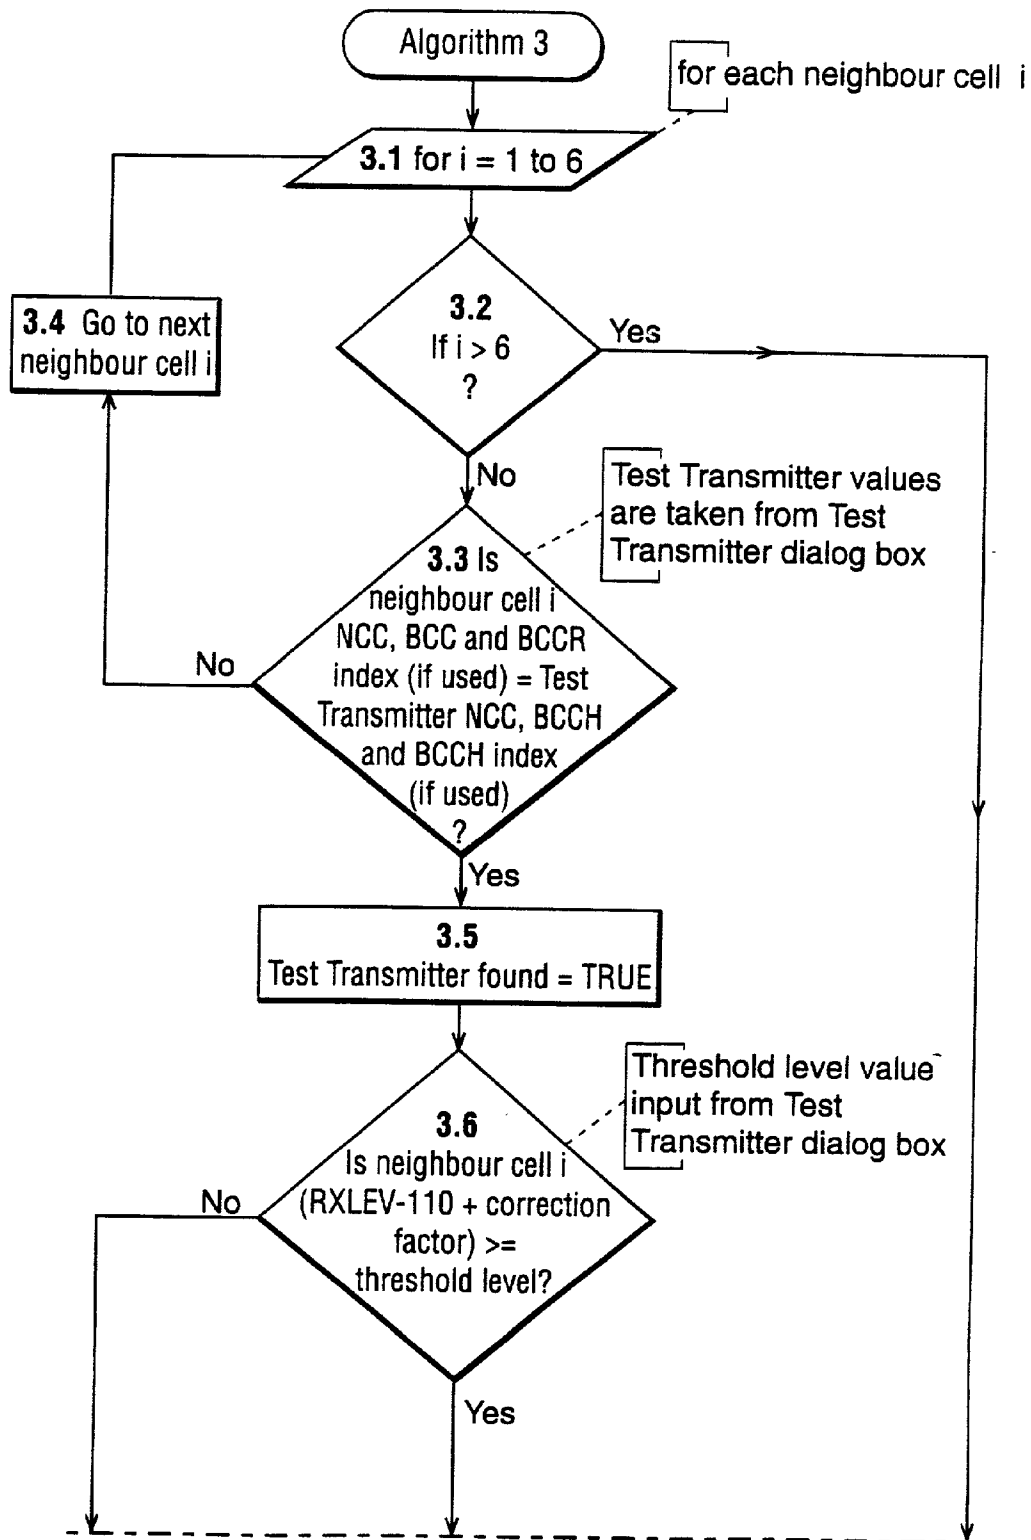 Algorithm 3
for each neighbour cell i
3.1 for i = 1 to 6
3.2
If i > 6
?
Yes
3.4 Go to next
neighbour cell i
No
Test Transmitter values
are taken from Test
Transmitter dialog box
3.3 Is
neighbour cell i
NCC, BCC and BCCR
index (if used) = Test
Transmitter NCC, BCCH
and BCCH index
(if used)
?
No
Yes
3.5
Test Transmitter found = TRUE
Threshold level value
input from Test
Transmitter dialog box
3.6
Is neighbour cell i
(RXLEV-110 + correction
factor) >=
threshold level?
No
Yes